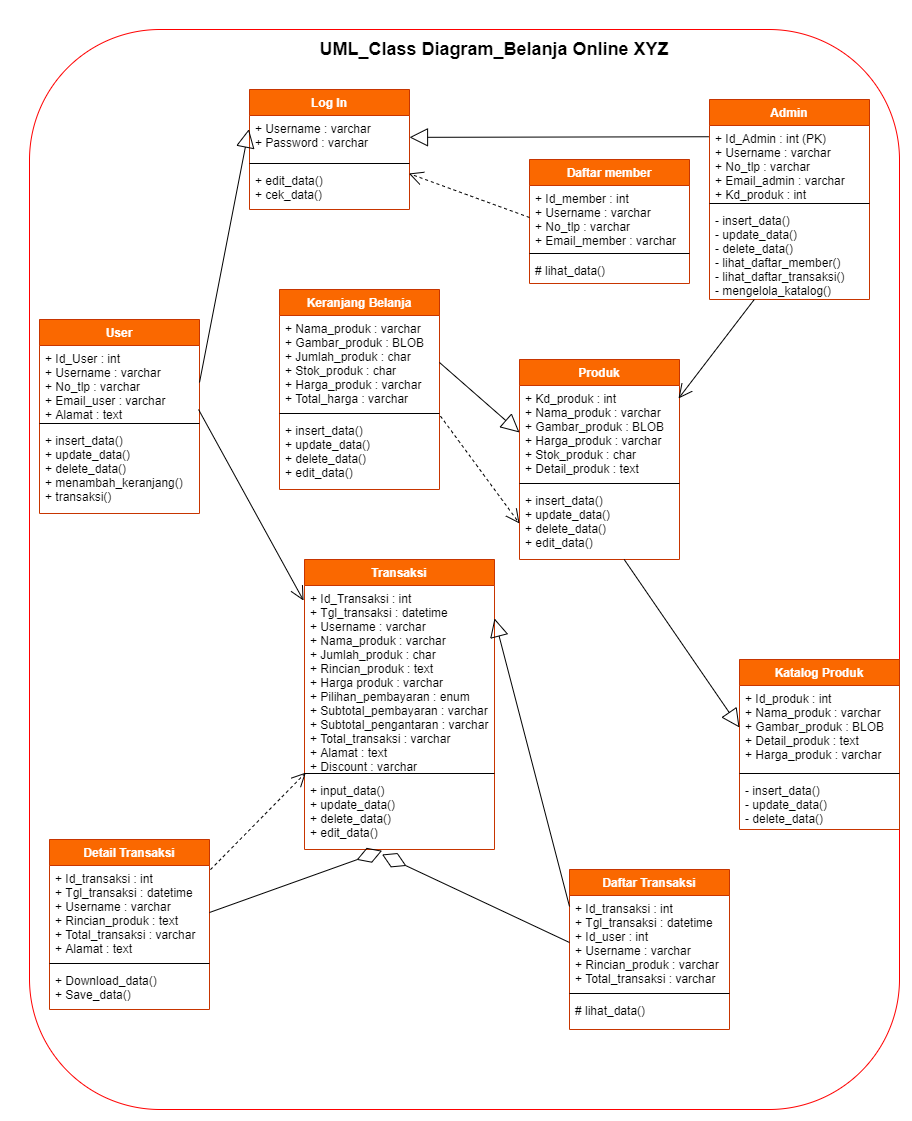 UML_Class Diagram_Belanja Online XYZ
Log In
+ Username : varchar
+ Password : varchar
+ edit_data()
+ cek_data()
Admin
+ Id_Admin : int (PK)
+ Username : varchar
+ No_tlp : varchar
+ Email_admin : varchar
+ Kd_produk : int
- insert_data()
- update_data()
- delete_data()
- lihat_daftar_member()
- lihat_daftar_transaksi()
- mengelola_katalog()
Daftar member
+ Id_member : int
+ Username : varchar
+ No_tlp : varchar
+ Email_member : varchar
# lihat_data()
Keranjang Belanja
+ Nama_produk : varchar
+ Gambar_produk : BLOB
+ Jumlah_produk : char
+ Stok_produk : char
+ Harga_produk : varchar
+ Total_harga : varchar
+ insert_data()
+ update_data()
+ delete_data()
+ edit_data()
User
+ Id_User : int
+ Username : varchar
+ No_tlp : varchar
+ Email_user : varchar
+ Alamat : text
+ insert_data()
+ update_data()
+ delete_data()
+ menambah_keranjang()
+ transaksi()
Produk
+ Kd_produk : int
+ Nama_produk : varchar
+ Gambar_produk : BLOB
+ Harga_produk : varchar
+ Stok_produk : char
+ Detail_produk : text
+ insert_data()
+ update_data()
+ delete_data()
+ edit_data()
Transaksi
+ Id_Transaksi : int
+ Tgl_transaksi : datetime
+ Username : varchar
+ Nama_produk : varchar
+ Jumlah_produk : char
+ Rincian_produk : text
+ Harga produk : varchar
+ Pilihan_pembayaran : enum
+ Subtotal_pembayaran : varchar
+ Subtotal_pengantaran : varchar
+ Total_transaksi : varchar
+ Alamat : text
+ Discount : varchar
+ input_data()
+ update_data()
+ delete_data()
+ edit_data()
Katalog Produk
+ Id_produk : int
+ Nama_produk : varchar
+ Gambar_produk : BLOB
+ Detail_produk : text
+ Harga_produk : varchar
- insert_data()
- update_data()
- delete_data()
Detail Transaksi
+ Id_transaksi : int
+ Tgl_transaksi : datetime
+ Username : varchar
+ Rincian_produk : text
+ Total_transaksi : varchar
+ Alamat : text
+ Download_data()
+ Save_data()
Daftar Transaksi
+ Id_transaksi : int
+ Tgl_transaksi : datetime
+ Id_user : int
+ Username : varchar
+ Rincian_produk : varchar
+ Total_transaksi : varchar
# lihat_data()